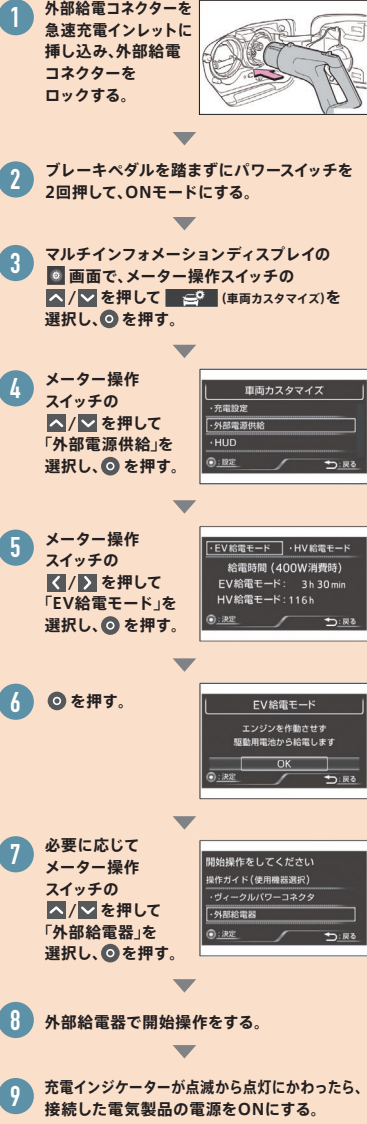 1
外部給電コネクターを
急速充電インレットに
挿し込み、外部給電
コネクターを
ロックする。
2
ブレーキペダルを踏まずにパワースイッチを
2回押して、ONモードにする。
3
マルチインフォメーションディスプレイの
画面で、メーター操作スイッチの
/ を押して (車両カスタマイズ)を
選択し、 を押す。
4
メーター操作
スイッチの
/ を押して
「外部電源供給」を
選択し、 を押す。
車両カスタマイズ
・充電設定
・外部電源供給
・HUD
:設定 :戻る
5
メーター操作
スイッチの
/ を押して
「EV給電モード」を
選択し、 を押す。
・EV給電モード ・HV給電モード
給電時間(400W消費時)
EV給電モード: 3h30min
HV給電モード:116h
:決定 :戻る
6
を押す。
EV給電モード
エンジンを作動させず
駆動用電池から給電します
OK
:決定 :戻る
7
必要に応じて
メーター操作
スイッチの
/ を押して
「外部給電器」を
選択し、 を押す。
開始操作をしてください
操作ガイド(使用機器選択)
・ヴィークルパワーコネクタ
・外部給電器
:決定 :戻る
8
外部給電器で開始操作をする。
9
充電インジケーターが点滅から点灯にかわったら、
接続した電気製品の電源をONにする。